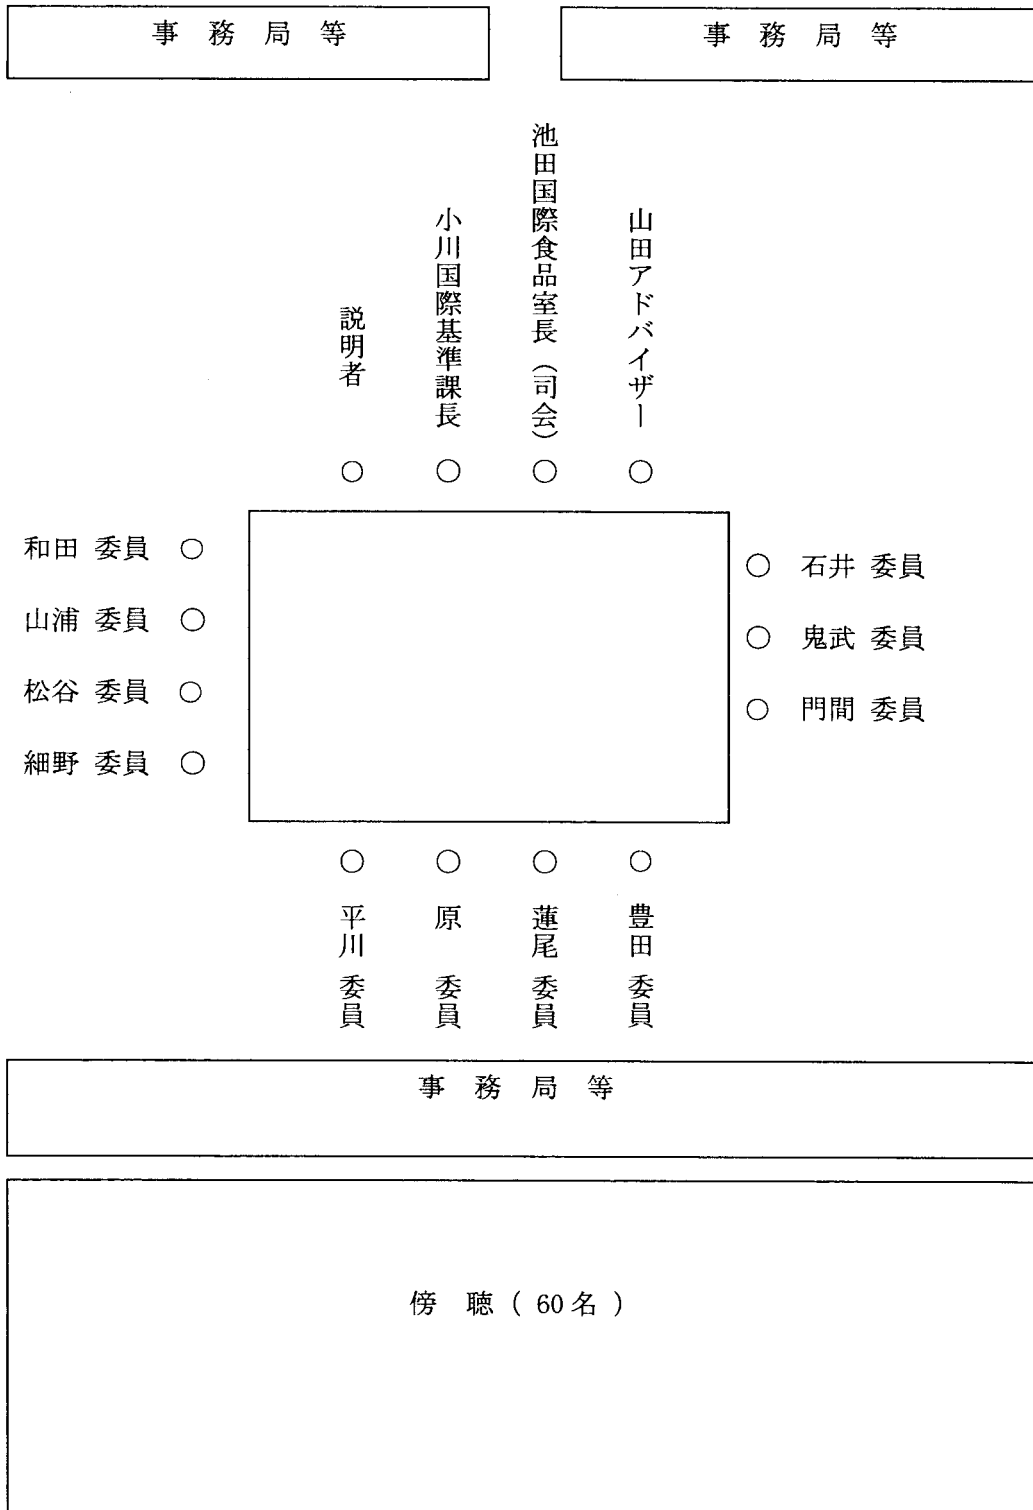 事 務 局 等
事 務 局 等
説明者
小川国際基準課長
池田国際食品室長（司会）
山田アドバイザー
○ ○ ○ ○
和田 委員 ○
山浦 委員 ○
松谷 委員 ○
細野 委員 ○
○ 石井 委員
○ 鬼武 委員
○ 門間 委員
○ ○ ○ ○
平川 委員
原 委員
蓮尾 委員
豊田 委員
事 務 局 等
傍 聴 ( 60名 )